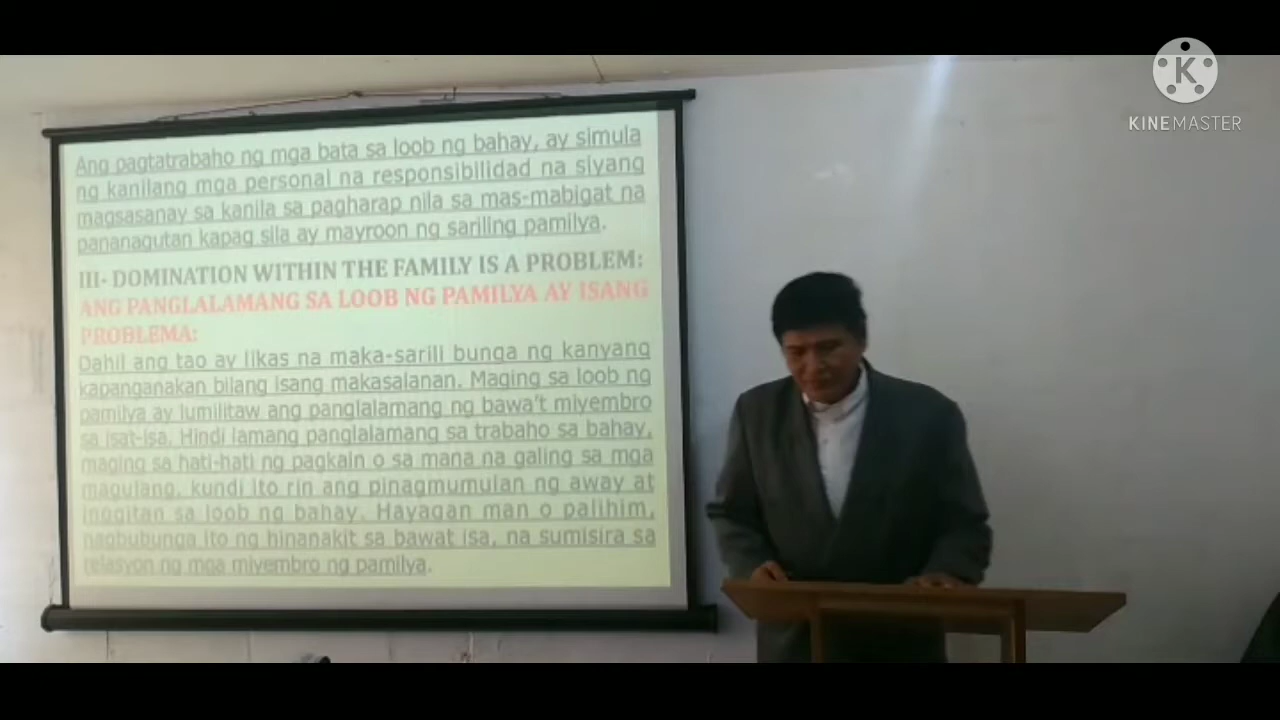 Ang pagtatrabaho ng mga bata sa loob ng bahay, ay simula
ng kanilang mga personal na responsibilidad na siyang
magsasanay sa kanila sa pagharap nila sa mas-mabigat na
pananagutan kapag sila ay mayroon ng sariling pamilya.
III- DOMINATION WITHIN THE FAMILY IS A PROBLEM:
ANG PANGLALAMANG SA LOOB NG PAMILYA AY ISANG
PROBLEMA:
Dahil ang tao ay likas na maka-sarili bunga ng kanyang
kapanganakan bilang isang makasalanan. Maging sa loob ng
pamilya ay lumilitaw ang panglalamang ng bawa't miyembro
sa isat-isa. Hindi lamang panglalamang sa trabaho sa bahay,
maging sa hati-hati ng pagkain o sa mana na galing sa mga
magulang, kundi ito rin ang pinagmumulan ng away at
inggitan sa loob ng bahay. Hayagan man o palihim,
nagbubunga ito ng hinanakit sa bawat isa, na sumisira sa
relasyon ng mga miyembro ng pamilya.
K
KINEMASTER